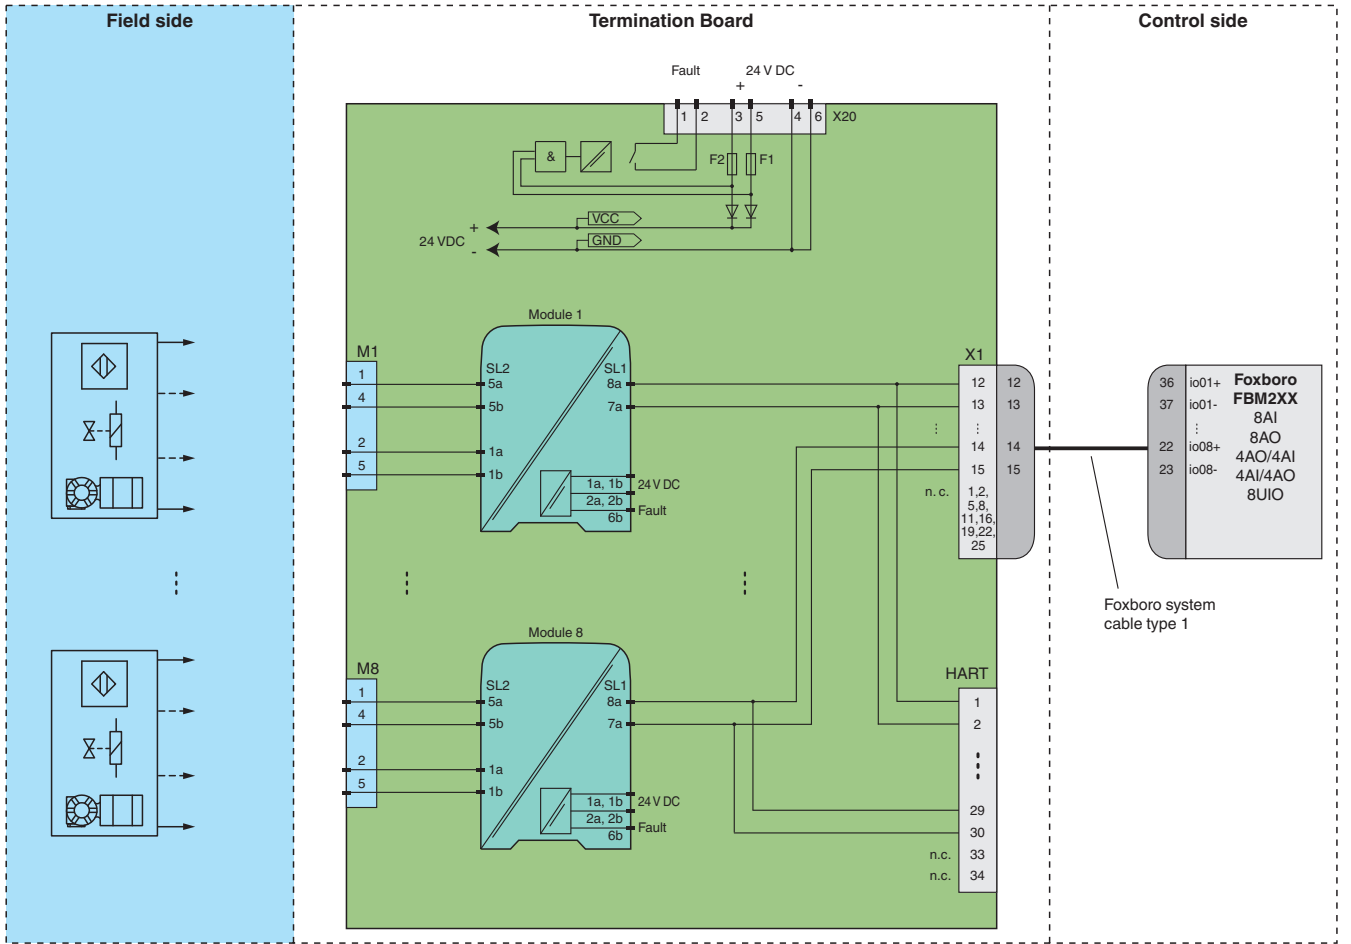 Field side
Termination Board
Control side
Fault
24 V DC
+ -
1 2 3 5 4 6 X20
&
F2 F1
VCC
+
24 VDC
-
GND
Module 1
M1
1
4
2
5
SL2
5a
5b
1a
1b
SL1
8a
7a
1a, 1b
2a, 2b
6b
24 V DC
Fault
X1
12 12
13 13
14 14
15 15
n. c.
1,2,
5,8,
11,16,
19,22,
25
36 io01+
37 io01-
22 io08+
23 io08-
Foxboro
FBM2XX
8AI
8AO
4AO/4AI
4AI/4AO
8UIO
Foxboro system
cable type 1
Module 8
M8
1
4
2
5
SL2
5a
5b
1a
1b
SL1
8a
7a
1a, 1b
2a, 2b
6b
24 V DC
Fault
HART
1
2
29
30
n.c. 33
n.c. 34